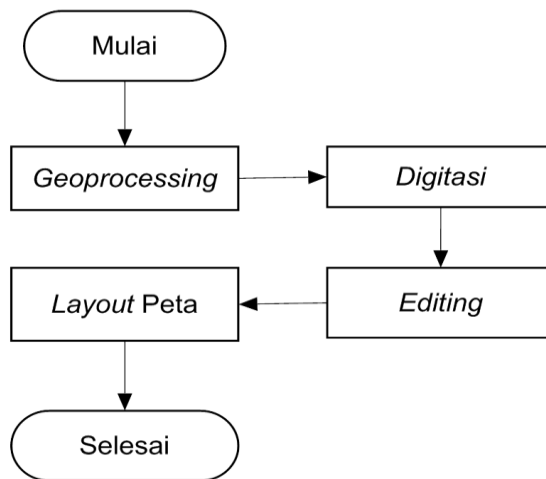 Mulai
Geoprocessing
Digitasi
Editing
Layout Peta
Selesai